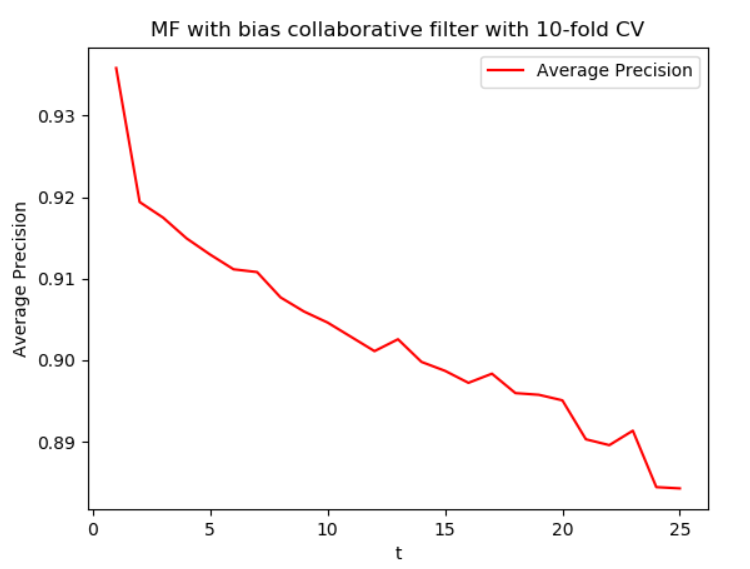 MF with bias collaborative filter with 10-fold CV
Average Precision
0.93
0.92
0.91
0.90
0.89
Average Precision
0
5
10
15
20
25
t